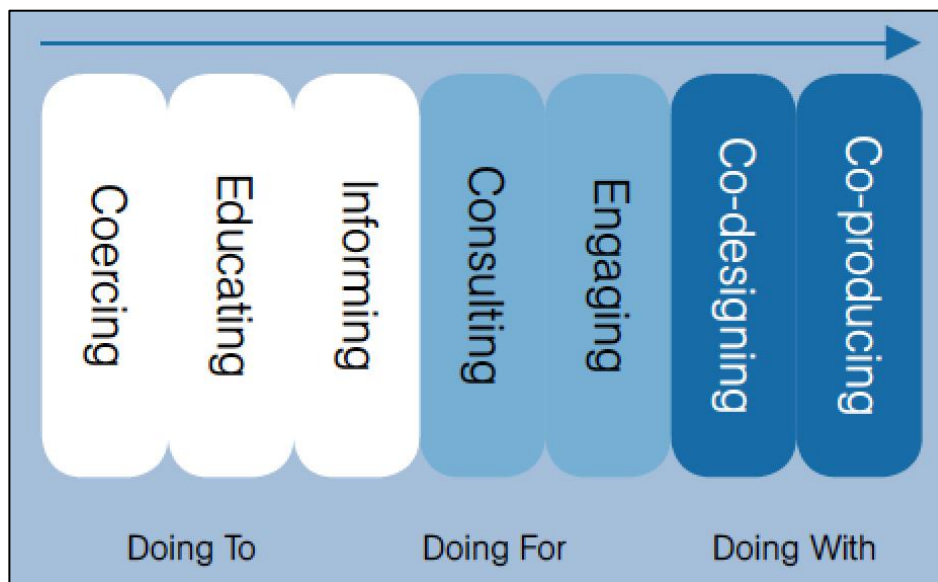 Coercing
Educating
Informing
Consulting
Engaging
Co-designing
Co-producing
Doing To
Doing For
Doing With